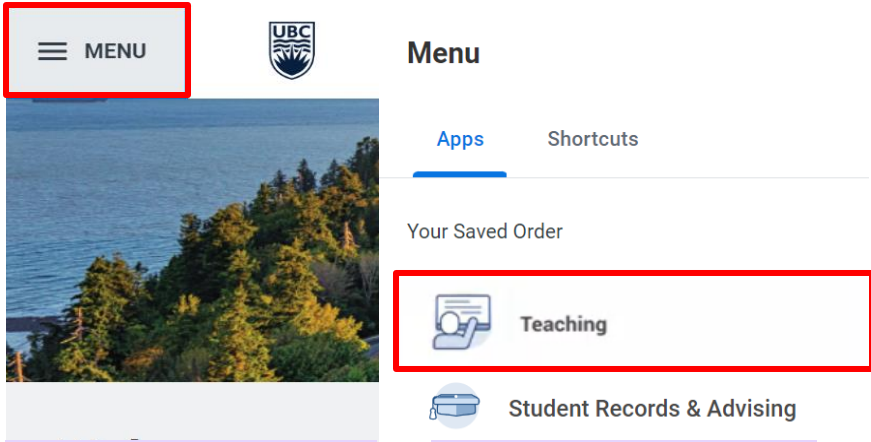 MENU
UBC
Menu
Apps
Shortcuts
Your Saved Order
Teaching
Student Records & Advising